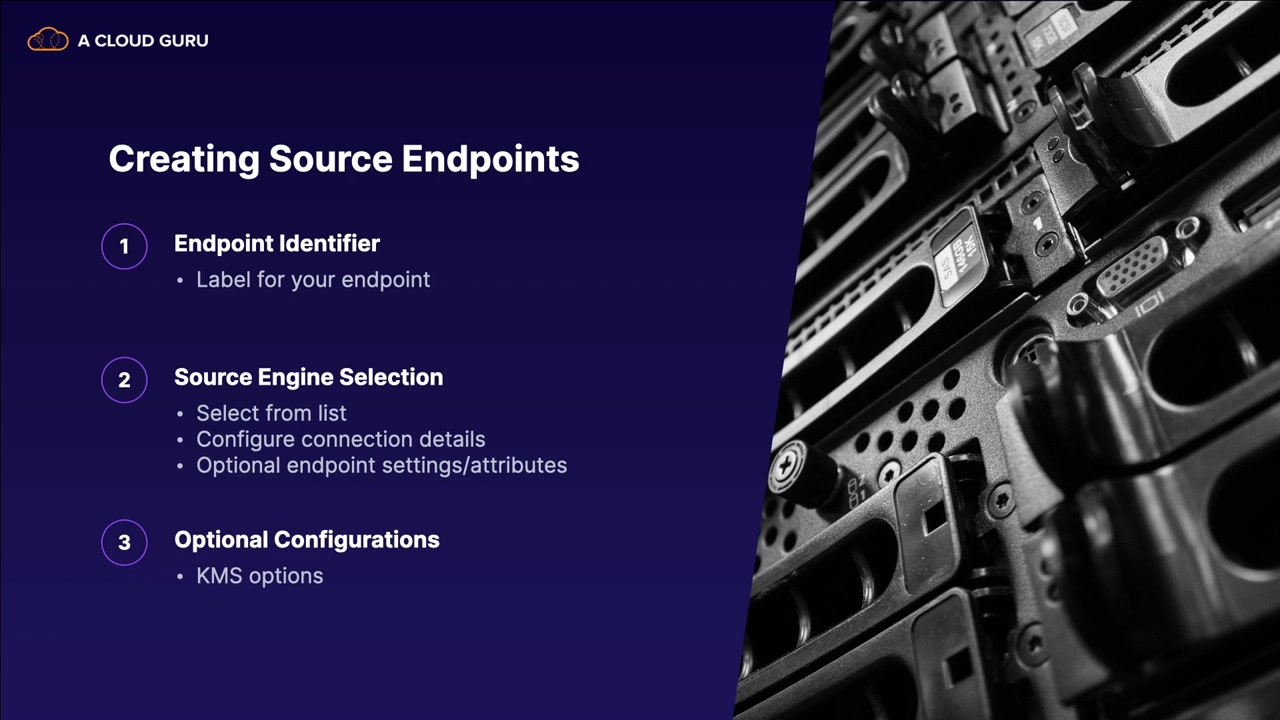 A CLOUD GURU
Creating Source Endpoints
1 Endpoint Identifier
• Label for your endpoint
2 Source Engine Selection
• Select from list
• Configure connection details
• Optional endpoint settings/attributes
3 Optional Configurations
• KMS options
15K
146GB
SAS